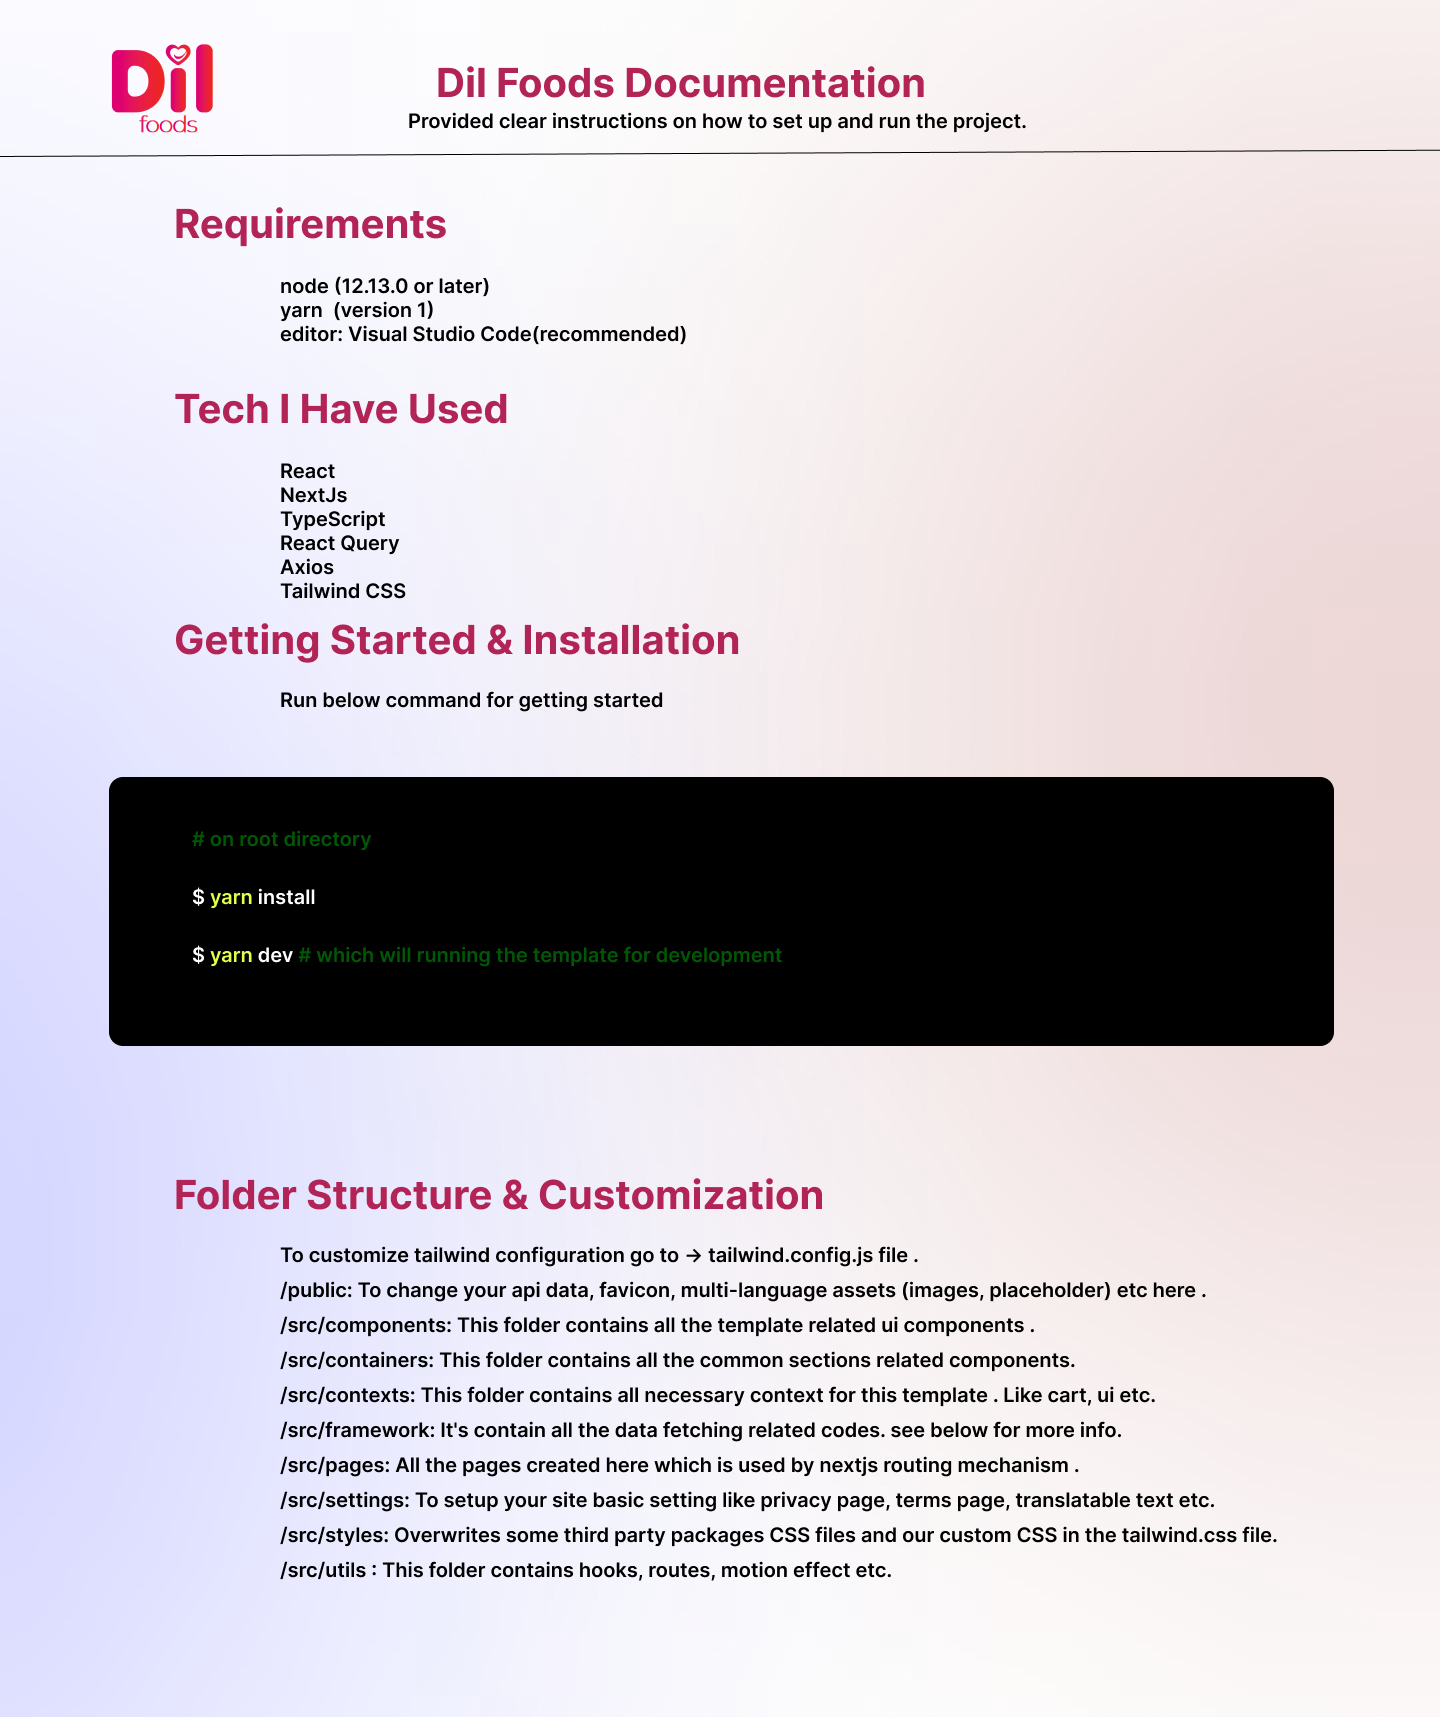 Dil
foods
Dil Foods Documentation
Provided clear instructions on how to set up and run the project.
Requirements
node (12.13.0 or later)
yarn  (version 1)
editor: Visual Studio Code(recommended)
Tech I Have Used
React
NextJs
TypeScript
React Query
Axios
Tailwind CSS
Getting Started & Installation
Run below command for getting started
# on root directory
$ yarn install
$ yarn dev # which will running the template for development
Folder Structure & Customization
To customize tailwind configuration go to → tailwind.config.js file .
/public: To change your api data, favicon, multi-language assets (images, placeholder) etc here .
/src/components: This folder contains all the template related ui components .
/src/containers: This folder contains all the common sections related components.
/src/contexts: This folder contains all necessary context for this template . Like cart, ui etc.
/src/framework: It's contain all the data fetching related codes. see below for more info.
/src/pages: All the pages created here which is used by nextjs routing mechanism .
/src/settings: To setup your site basic setting like privacy page, terms page, translatable text etc.
/src/styles: Overwrites some third party packages CSS files and our custom CSS in the tailwind.css file.
/src/utils : This folder contains hooks, routes, motion effect etc.